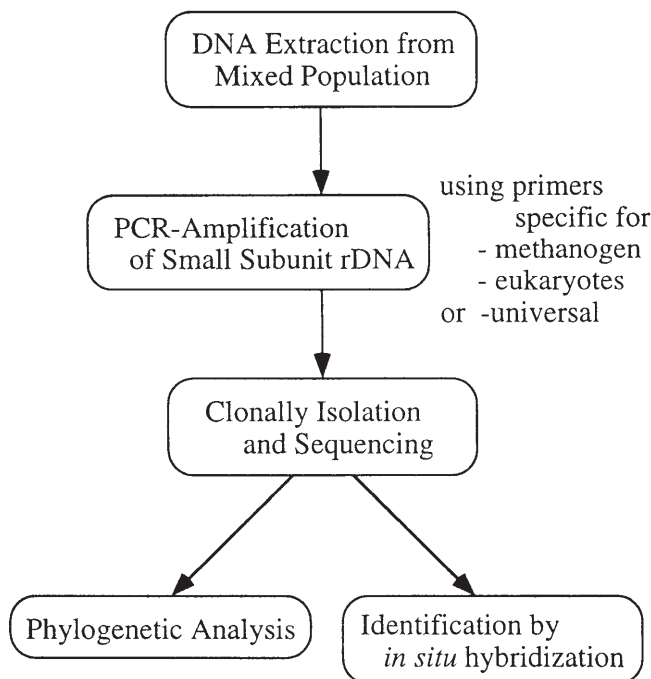 DNA Extraction from
Mixed Population
PCR-Amplification
of Small Subunit rDNA
using primers
specific for
- methanogen
- eukaryotes
or -universal
Clonally Isolation
and Sequencing
Phylogenetic Analysis
Identification by
in situ hybridization